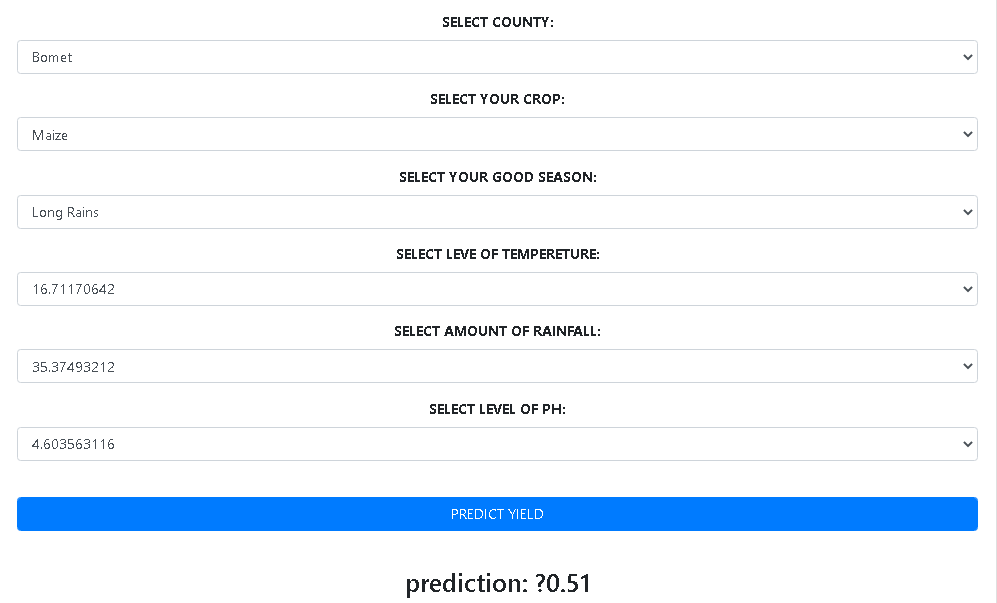 SELECT COUNTY:
Bomet
SELECT YOUR CROP:
Maize
SELECT YOUR GOOD SEASON:
Long Rains
SELECT LEVE OF TEMPERETURE:
16.71170642
SELECT AMOUNT OF RAINFALL:
35.37493212
SELECT LEVEL OF PH:
4.603563116
PREDICT YIELD
prediction: ?0.51